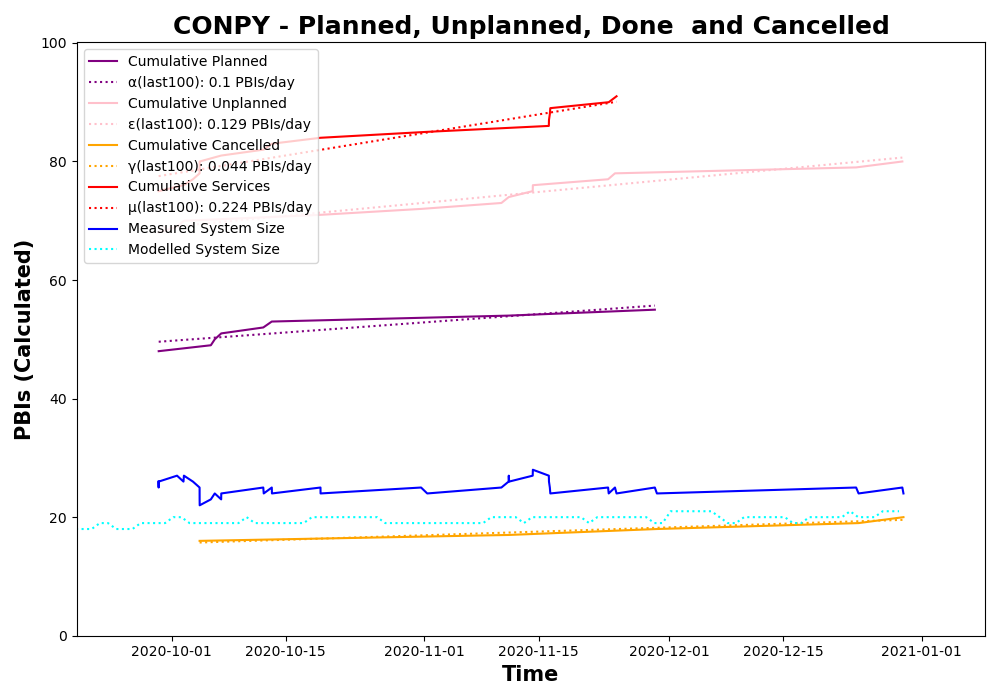 CONPY - Planned, Unplanned, Done  and Cancelled
100
80
60
40
20
0
PBIs (Calculated)
Cumulative Planned
α(last100): 0.1 PBIs/day
Cumulative Unplanned
ε(last100): 0.129 PBIs/day
Cumulative Cancelled
γ(last100): 0.044 PBIs/day
Cumulative Services
μ(last100): 0.224 PBIs/day
Measured System Size
Modelled System Size
2020-10-01 2020-10-15 2020-11-01 2020-11-15 2020-12-01 2020-12-15 2021-01-01
Time